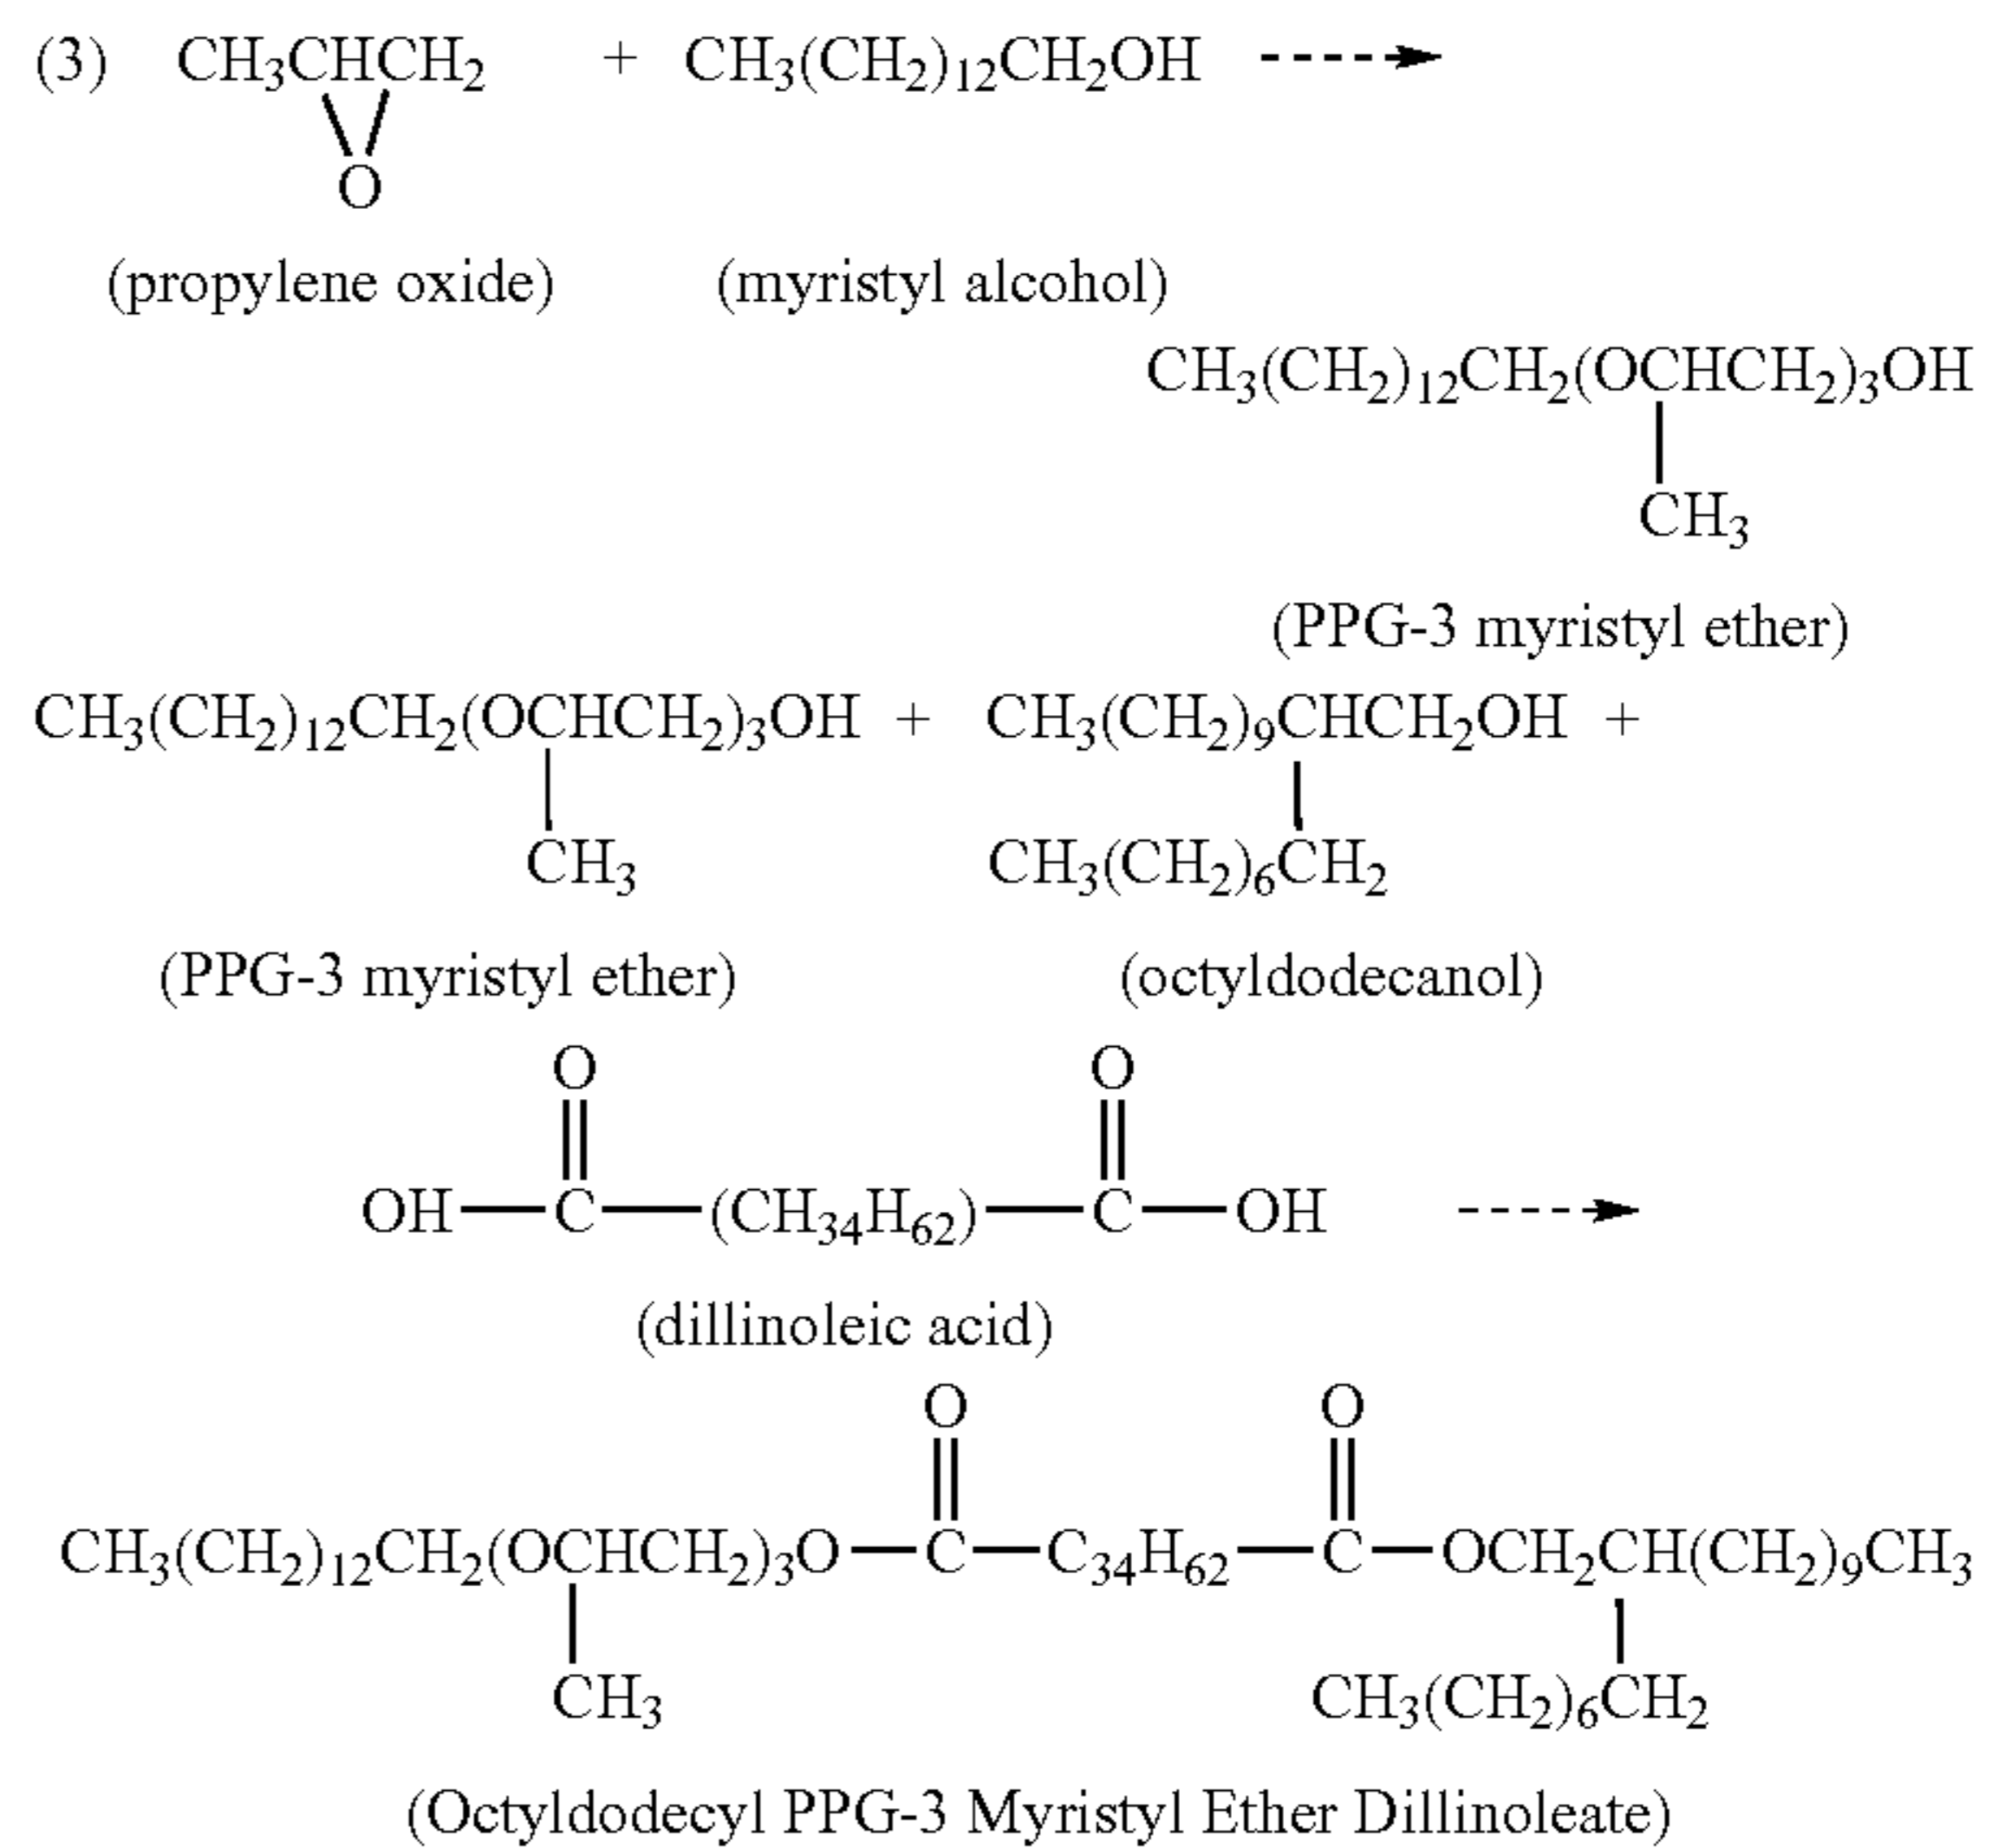 (3) CH₃CHCH₂ + CH₃(CH₂)₁₂CH₂OH
O
(propylene oxide) (myristyl alcohol)
CH₃(CH₂)₁₂CH₂(OCHCH₂)₃OH
CH₃
(PPG-3 myristyl ether)
CH₃(CH₂)₁₂CH₂(OCHCH₂)₃OH + CH₃(CH₂)₉CHCH₂OH +
CH₃ CH₃(CH₂)₆CH₂
(PPG-3 myristyl ether) (octyldodecanol)
O O
OH—C—(CH₃₄H₆₂)—C—OH
(dillinoleic acid)
O O
CH₃(CH₂)₁₂CH₂(OCHCH₂)₃O—C—C₃₄H₆₂—C—OCH₂CH(CH₂)₉CH₃
CH₃ CH₃(CH₂)₆CH₂
(Octyldodecyl PPG-3 Myristyl Ether Dillinoleate)